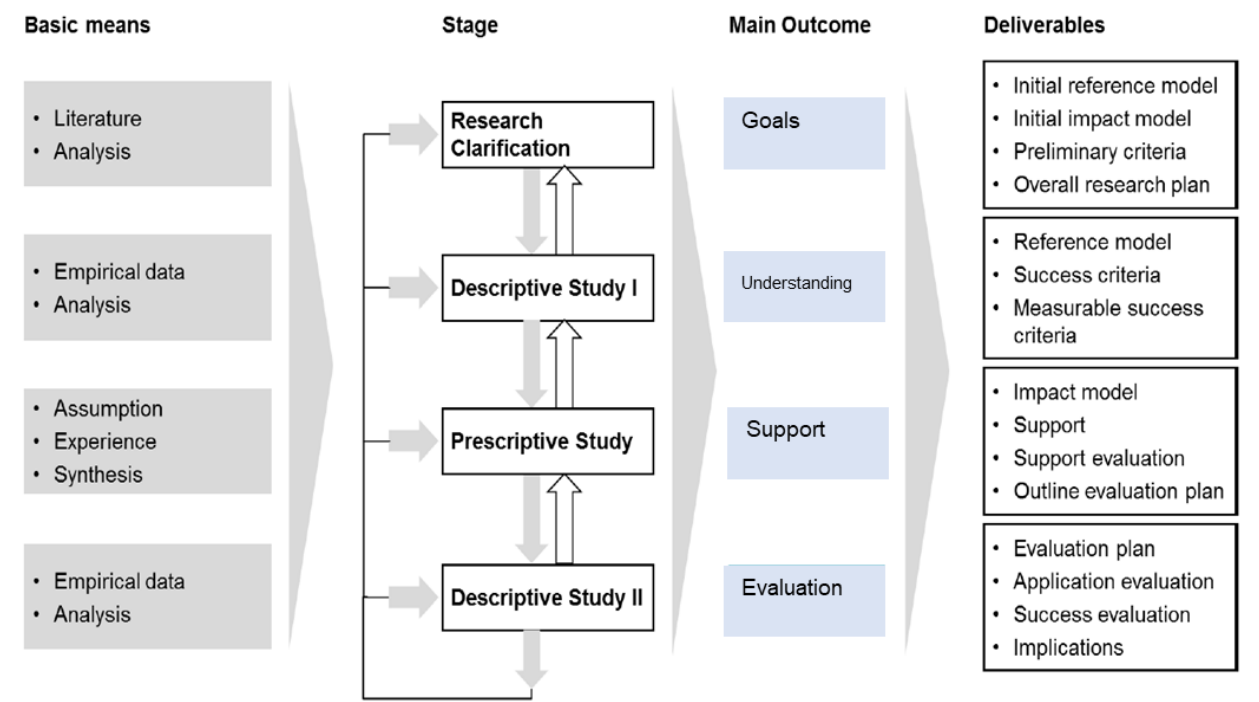 Basic means
Stage
Main Outcome
Deliverables
• Literature
• Analysis
Research
Clarification
Goals
• Initial reference model
• Initial impact model
• Preliminary criteria
• Overall research plan
• Empirical data
• Analysis
Descriptive Study I
Understanding
• Reference model
• Success criteria
• Measurable success
criteria
• Assumption
• Experience
• Synthesis
Prescriptive Study
Support
• Impact model
• Support
• Support evaluation
• Outline evaluation plan
• Empirical data
• Analysis
Descriptive Study II
Evaluation
• Evaluation plan
• Application evaluation
• Success evaluation
• Implications